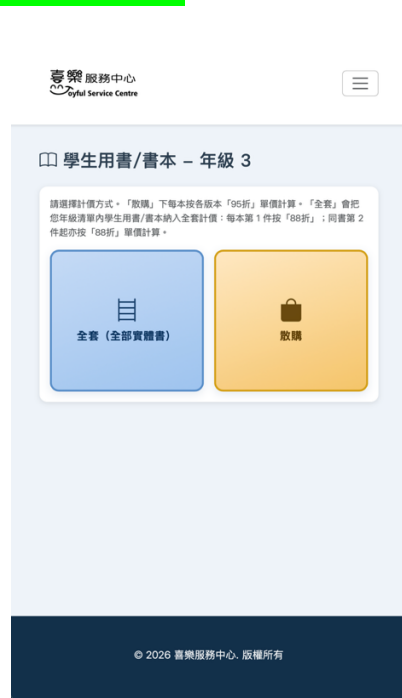 喜樂服務中心
Joyful Service Centre
學生用書/書本 – 年級 3
請選擇計價方式。「散購」下每本按各版本「95折」單價計算。「全套」會把
您年級清單內學生用書/書本納入全套計價：每本第 1 件按「88折」；同書第 2
件起亦按「88折」單價計算。
全套（全部實體書）
散購
© 2026 喜樂服務中心. 版權所有